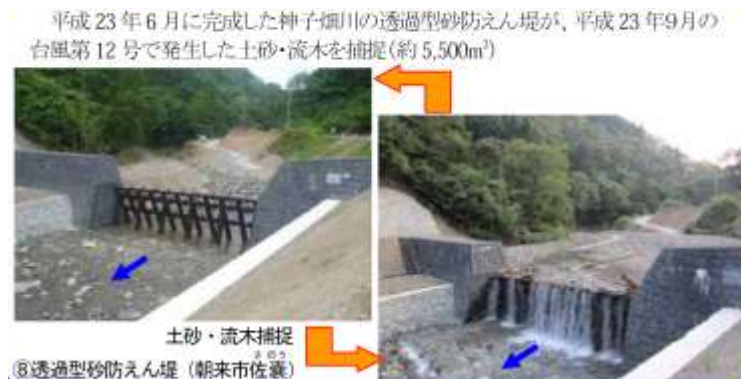 平成23年6月に完成した神子畑川の透過型砂防えん堤が、平成23年9月の
台風第12号で発生した土砂・流木を捕捉(約5,500m³)
土砂・流木捕捉
さのう
⑧透過型砂防えん堤(朝来市佐嚢)